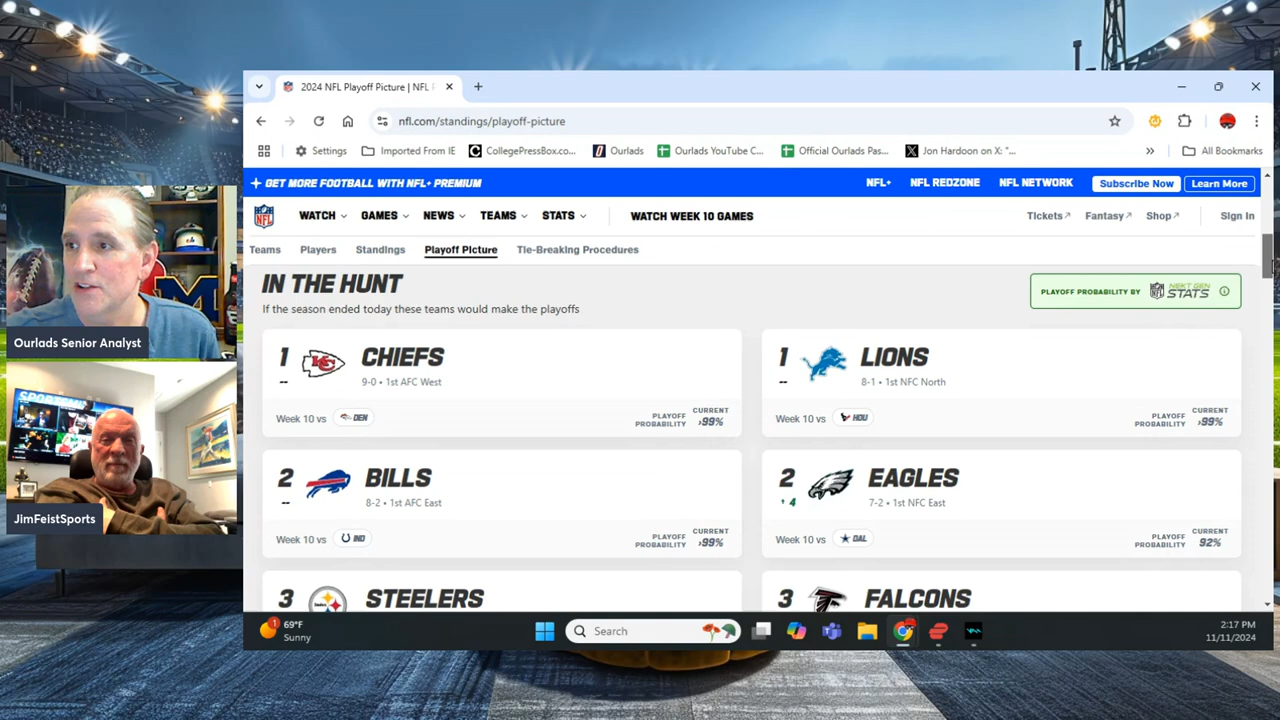 2024 NFL Playoff Picture | NFL
nfl.com/standings/playoff-picture
Settings
Imported From IE
CollegePressBox.co...
Ourlads
Ourlads YouTube C...
Official Ourlads Pas...
Jon Hardoon on X: "...
All Bookmarks
GET MORE FOOTBALL WITH NFL+ PREMIUM
NFL+
NFL REDZONE
NFL NETWORK
Subscribe Now
Learn More
NFL
WATCH
GAMES
NEWS
TEAMS
STATS
WATCH WEEK 10 GAMES
Tickets
Fantasy
Shop
Sign In
Teams
Players
Standings
Playoff Picture
Tie-Breaking Procedures
IN THE HUNT
If the season ended today these teams would make the playoffs
PLAYOFF PROBABILITY BY
NFL
NEXT GEN
STATS
1
CHIEFS
--
9-0 • 1st AFC West
Week 10 vs
DEN
PLAYOFF
PROBABILITY
CURRENT
>99%
1
LIONS
--
8-1 • 1st NFC North
Week 10 vs
HOU
PLAYOFF
PROBABILITY
CURRENT
>99%
2
BILLS
--
8-2 • 1st AFC East
Week 10 vs
IND
PLAYOFF
PROBABILITY
CURRENT
>99%
2
EAGLES
↑ 4
7-2 • 1st NFC East
Week 10 vs
DAL
PLAYOFF
PROBABILITY
CURRENT
92%
3
STEELERS
3
FALCONS
Ourlads Senior Analyst
JimFeistSports
1
69°F
Sunny
Search
2:17 PM
11/11/2024